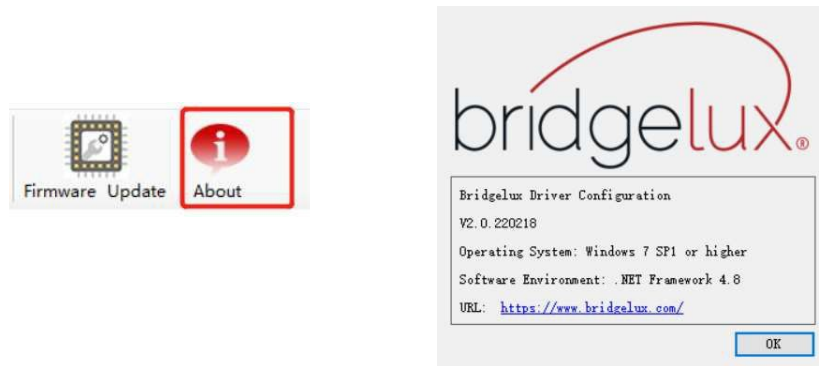 Firmware Update
i
About
bridgelux®
Bridgelux Driver Configuration
V2.0.220218
Operating System: Windows 7 SP1 or higher
Software Environment: .NET Framework 4.8
URL: https://www.bridgelux.com/
OK